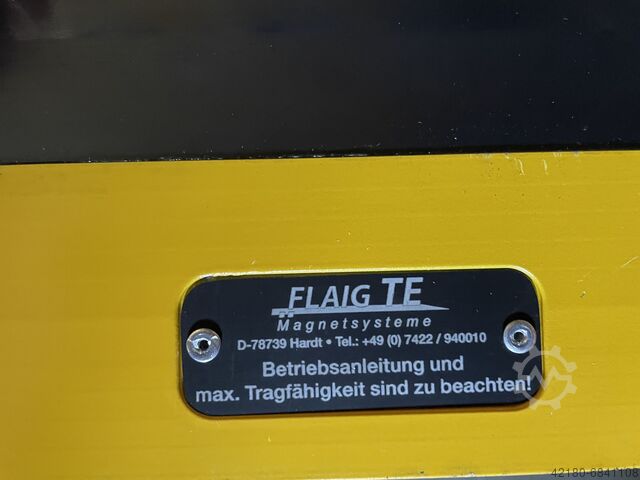 FLAIG TE
Magnetsysteme
D-78739 Hardt • Tel.: +49 (0) 7422 / 940010
Betriebsanleitung und
max. Tragfähigkeit sind zu beachten!
42180-6841108